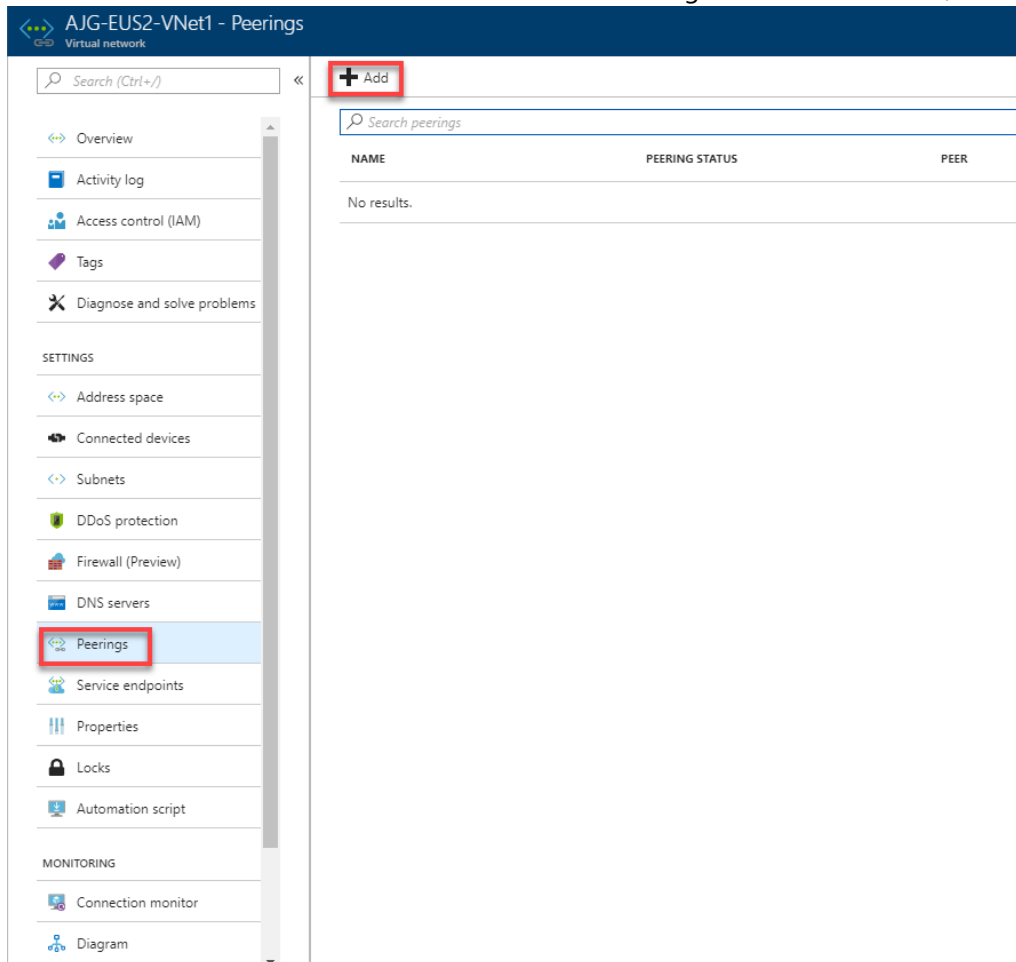 AJG-EUS2-VNet1 - Peerings
Virtual network
Search (Ctrl+/)
«
Overview
Activity log
Access control (IAM)
Tags
Diagnose and solve problems
SETTINGS
Address space
Connected devices
Subnets
DDoS protection
Firewall (Preview)
DNS servers
Peerings
Service endpoints
Properties
Locks
Automation script
MONITORING
Connection monitor
Diagram
Add
Search peerings
NAME PEERING STATUS PEER
No results.